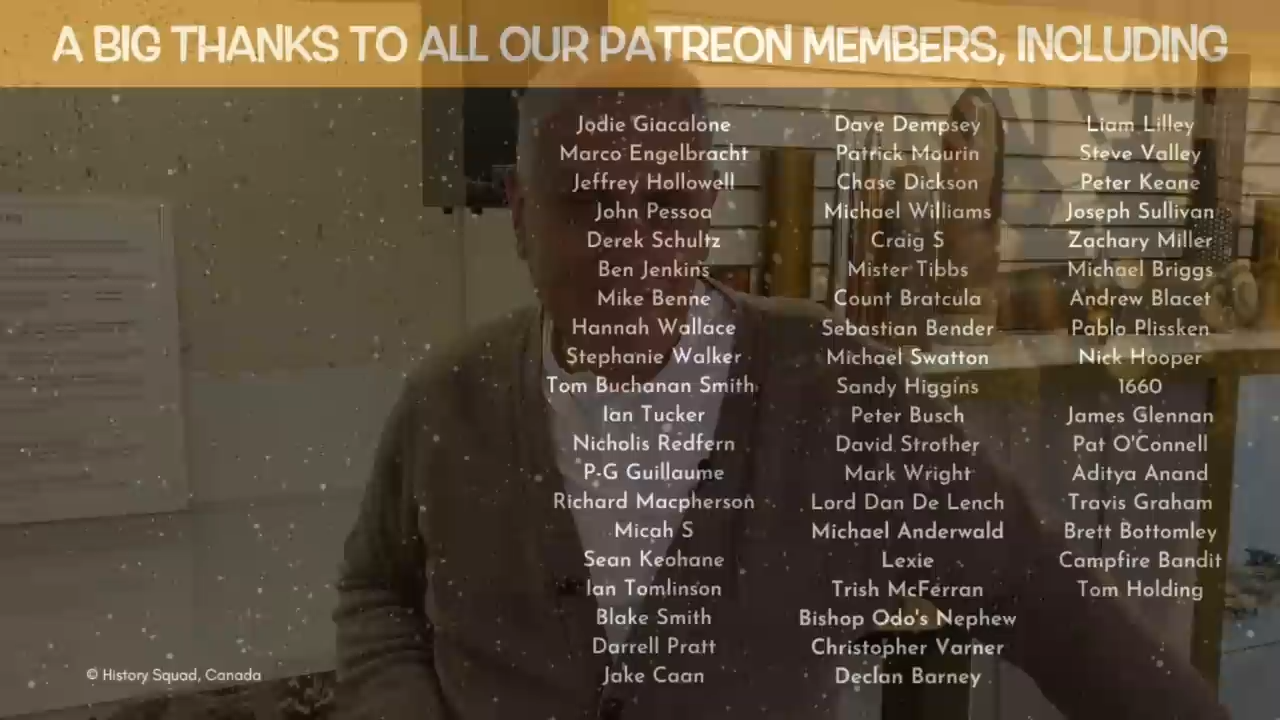 A BIG THANKS TO ALL OUR PATREON MEMBERS, INCLUDING
Jodie Giacalone
Marco Engelbracht
Jeffrey Hollowell
John Pessoa
Derek Schultz
Ben Jenkins
Mike Benne
Hannah Wallace
Stephanie Walker
Tom Buchanan Smith
Ian Tucker
Nicholis Redfern
P-G Guillaume
Richard Macpherson
Micah S
Sean Keohane
Ian Tomlinson
Blake Smith
Darrell Pratt
Jake Caan
Dave Dempsey
Patrick Mourin
Chase Dickson
Michael Williams
Craig S
Mister Tibbs
Count Bratcula
Sebastian Bender
Michael Swatton
Sandy Higgins
Peter Busch
David Strother
Mark Wright
Lord Dan De Lench
Michael Anderwald
Lexie
Trish McFerran
Bishop Odo's Nephew
Christopher Varner
Declan Barney
Liam Lilley
Steve Valley
Peter Keane
Joseph Sullivan
Zachary Miller
Michael Briggs
Andrew Blacet
Pablo Plissken
Nick Hooper
1660
James Glennan
Pat O'Connell
Aditya Anand
Travis Graham
Brett Bottomley
Campfire Bandit
Tom Holding
© History Squad, Canada